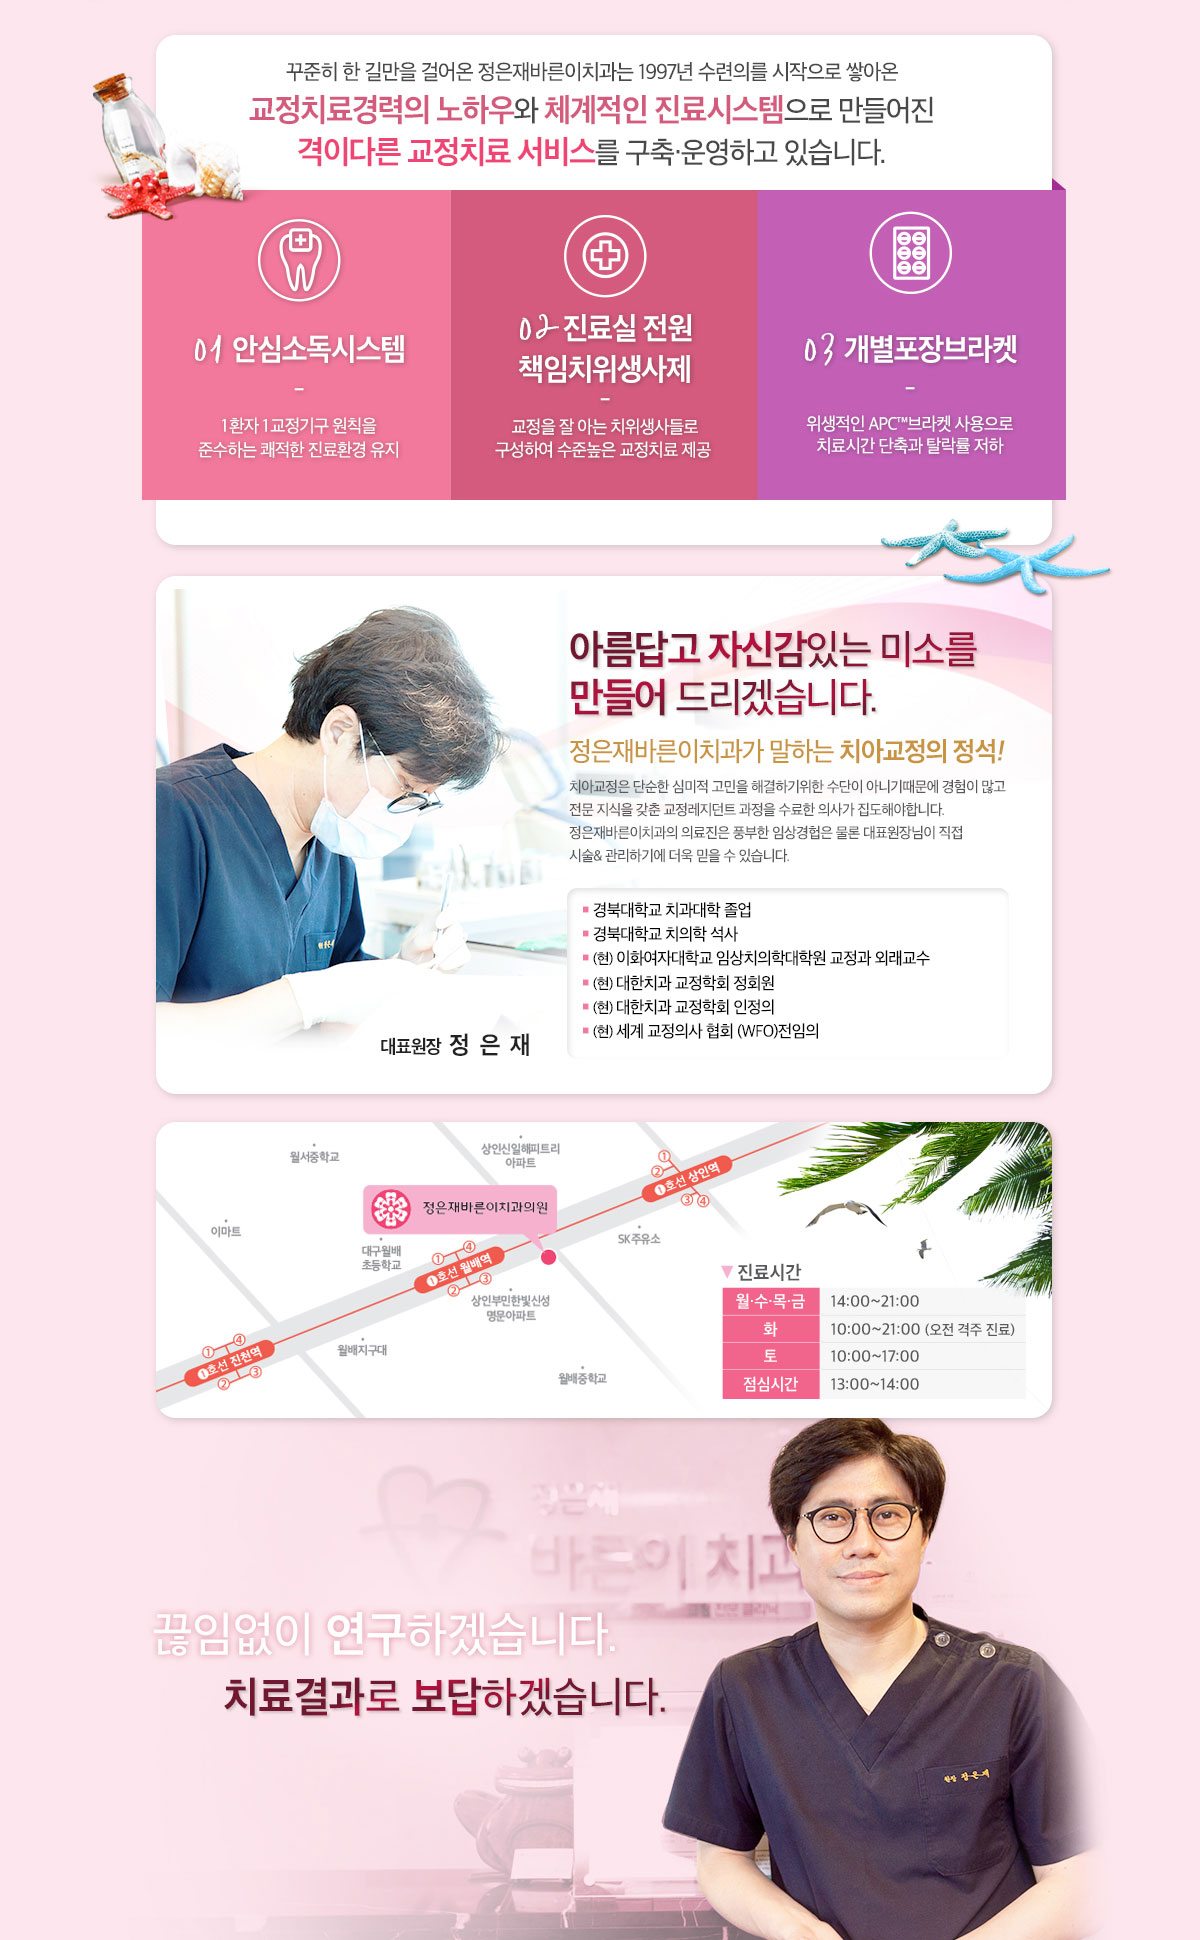 꾸준히 한 길만을 걸어온 정은재바른이치과는 1997년 수련의를 시작으로 쌓아온
교정치료경력의 노하우와 체계적인 진료시스템으로 만들어진
격이다른 교정치료 서비스를 구축·운영하고 있습니다.
01 안심소독시스템
1환자 1교정기구 원칙을
준수하는 쾌적한 진료환경 유지
02 진료실 전원
책임치위생사제
교정을 잘 아는 치위생사들로
구성하여 수준높은 교정치료 제공
03 개별포장브라켓
위생적인 APC™브라켓 사용으로
치료시간 단축과 탈락률 저하
아름답고 자신감있는 미소를
만들어 드리겠습니다.
정은재바른이치과가 말하는 치아교정의 정석!
치아교정은 단순한 심미적 고민을 해결하기위한 수단이 아니기때문에 경험이 많고
전문 지식을 갖춘 교정레지던트 과정을 수료한 의사가 집도해야합니다.
정은재바른이치과의 의료진은 풍부한 임상경헙은 물론 대표원장님이 직접
시술& 관리하기에 더욱 믿을 수 있습니다.
경북대학교 치과대학 졸업
경북대학교 치의학 석사
(현) 이화여자대학교 임상치의학대학원 교정과 외래교수
(현) 대한치과 교정학회 정회원
(현) 대한치과 교정학회 인정의
(현) 세계 교정의사 협회 (WFO)전임의
대표원장 정 은 재
월서중학교
상인신일해피트리
아파트
① ② ③ ④
❶호선 상인역
정은재바른이치과의원
이마트
대구월배
초등학교
SK주유소
① ④
❶호선 월배역
② ③
상인부민한빛신성
명문아파트
월배지구대
① ④
❶호선 진천역
② ③
월배중학교
▼ 진료시간
월·수·목·금 14:00~21:00
화 10:00~21:00 (오전 격주 진료)
토 10:00~17:00
점심시간 13:00~14:00
정은재
바른이 치과
끊임없이 연구하겠습니다.
치료결과로 보답하겠습니다.
원장 정은재